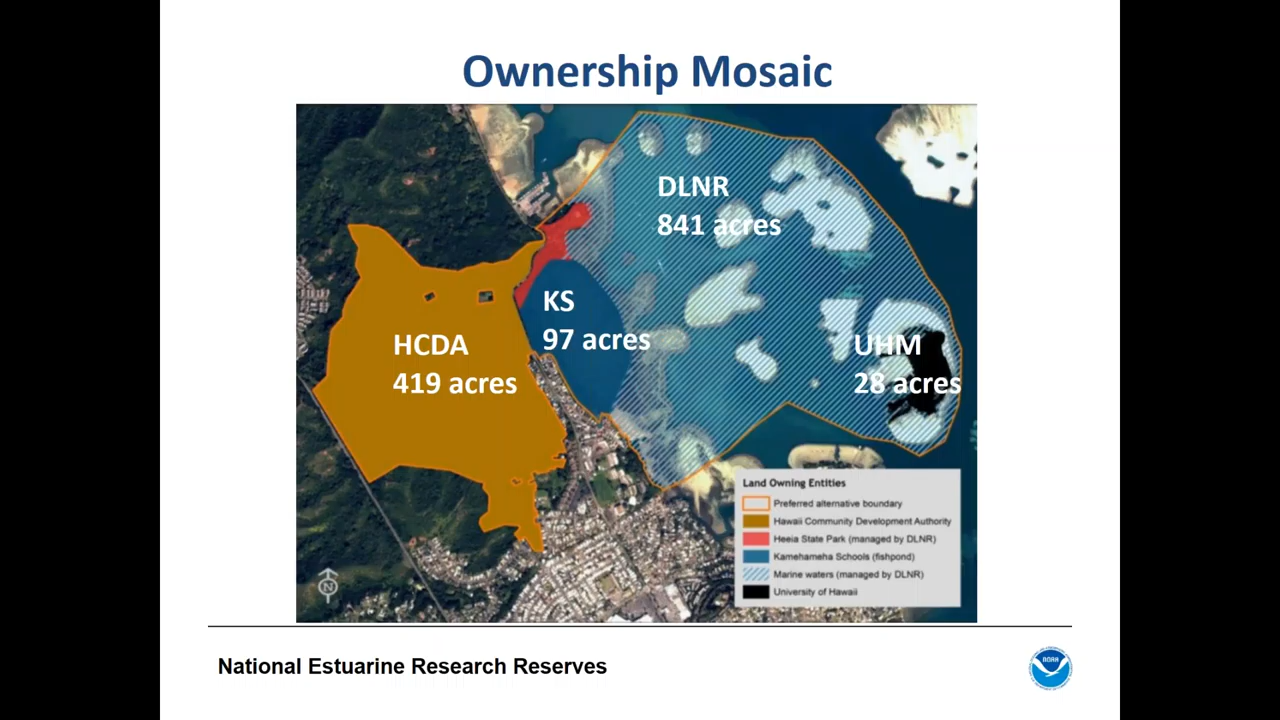 Ownership Mosaic
DLNR
841 acres
KS
97 acres
HCDA
419 acres
UHM
28 acres
Land Owning Entities
Preferred alternative boundary
Hawaii Community Development Authority
Heeia State Park (managed by DLNR)
Kamehameha Schools (fishpond)
Marine waters (managed by DLNR)
University of Hawaii
N
National Estuarine Research Reserves
NOAA